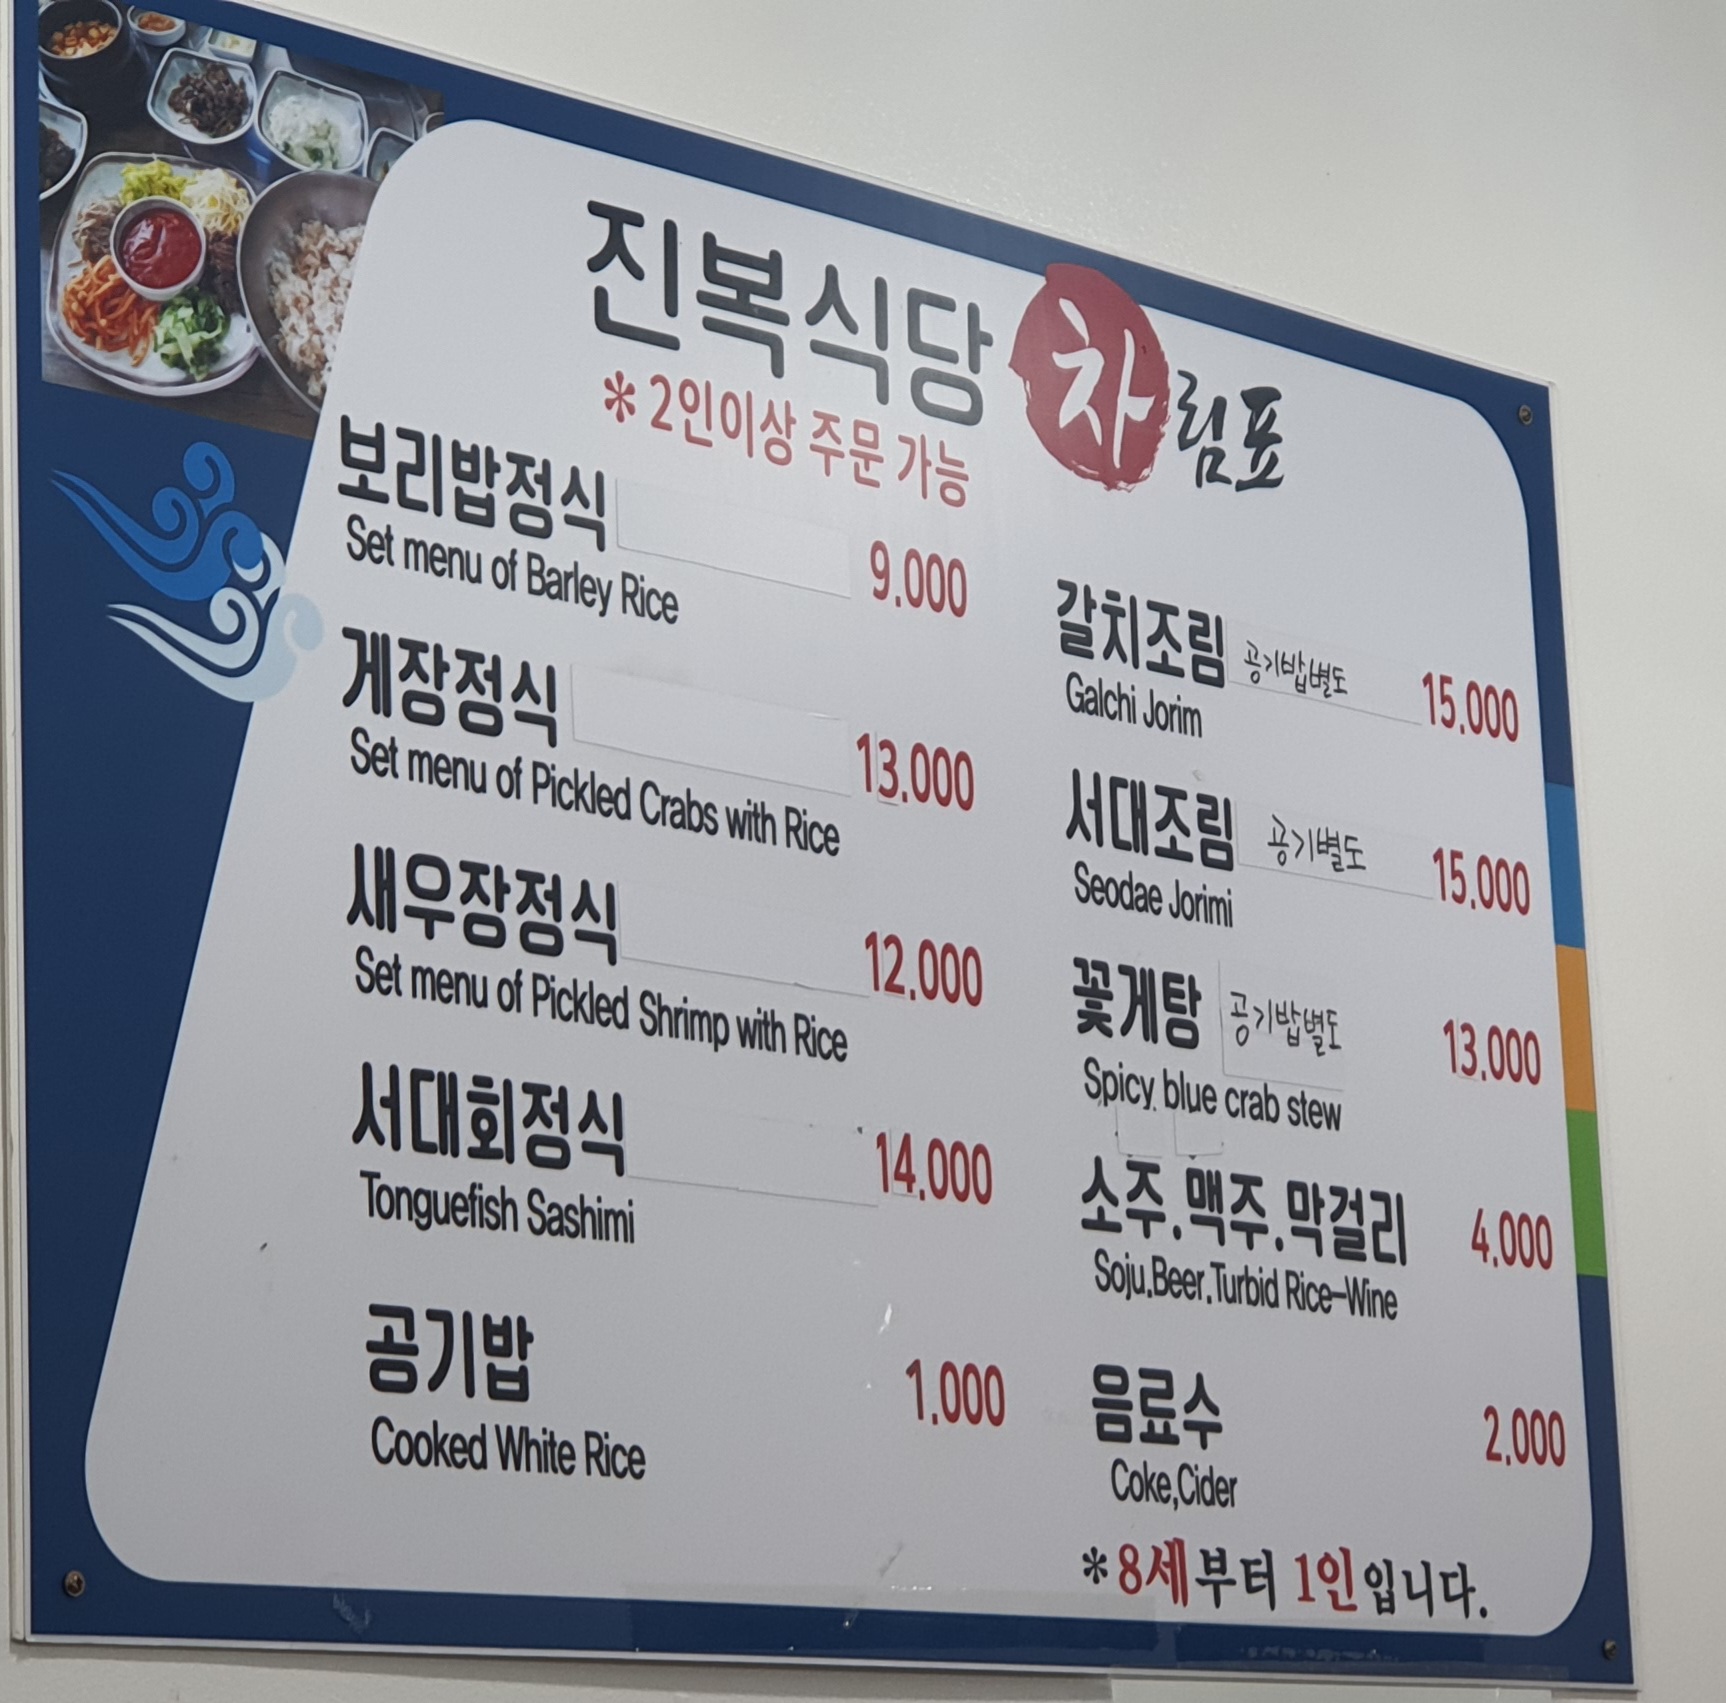 진복식당 차림표
* 2인이상 주문 가능
보리밥정식 9.000
Set menu of Barley Rice
게장정식 13.000
Set menu of Pickled Crabs with Rice
새우장정식 12.000
Set menu of Pickled Shrimp with Rice
서대회정식 14.000
Tonguefish Sashimi
공기밥 1.000
Cooked White Rice
갈치조림 공기밥별도 15.000
Galchi Jorim
서대조림 공기별도 15.000
Seodae Jorimi
꽃게탕 공기밥별도 13.000
Spicy blue crab stew
소주.맥주.막걸리 4.000
Soju.Beer.Turbid Rice-Wine
음료수 2.000
Coke,Cider
*8세부터 1인입니다.